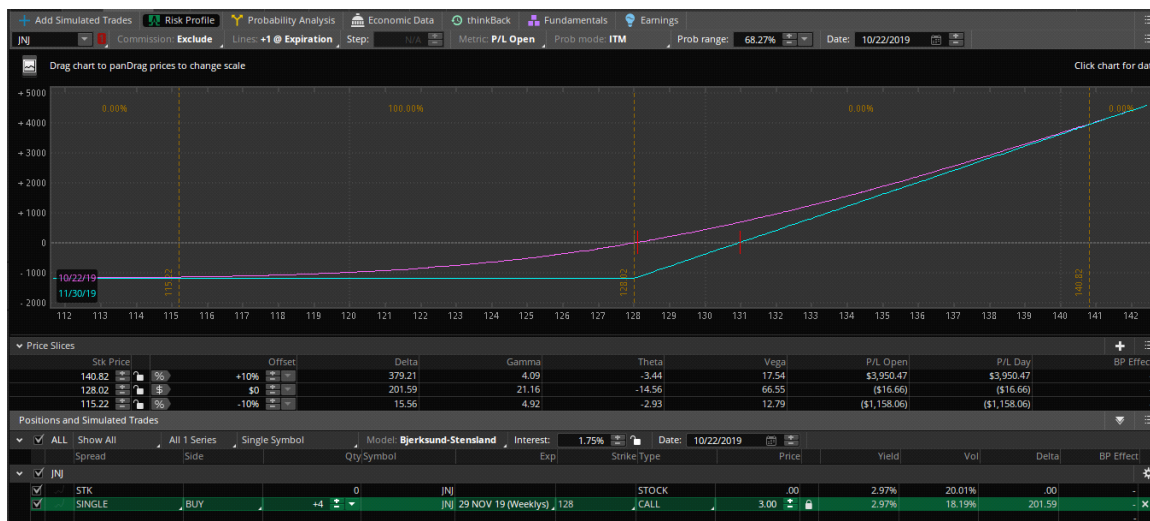 Add Simulated Trades Risk Profile Probability Analysis Economic Data thinkBack Fundamentals Earnings
JNJ Commission: Exclude Lines: +1 @ Expiration Step: N/A Metric: P/L Open Prob mode: ITM Prob range: 68.27% Date: 10/22/2019
Drag chart to panDrag prices to change scale Click chart for dat
+ 5000
0.00% 100.00% 0.00% 0.00%
+ 4000
+ 3000
+ 2000
+ 1000
0
- 1000
10/22/19
11/30/19
115.22 128.02 140.82
- 2000
112 113 114 115 116 117 118 119 120 121 122 123 124 125 126 127 128 129 130 131 132 133 134 135 136 137 138 139 140 141 142
Price Slices
Stk Price Offset Delta Gamma Theta Vega P/L Open P/L Day BP Effec
140.82 % +10% 379.21 4.09 -3.44 17.54 $3,950.47 $3,950.47
128.02 $ $0 201.59 21.16 -14.56 66.55 ($16.66) ($16.66)
115.22 % -10% 15.56 4.92 -2.93 12.79 ($1,158.06) ($1,158.06)
Positions and Simulated Trades
ALL Show All All 1 Series Single Symbol Model: Bjerksund-Stensland Interest: 1.75% Date: 10/22/2019
Spread Side Qty Symbol Exp Strike Type Price Yield Vol Delta BP Effect
JNJ
STK 0 JNJ STOCK .00 2.97% 20.01% .00 -
SINGLE BUY +4 JNJ 29 NOV 19 (Weeklys) 128 CALL 3.00 2.97% 18.19% 201.59 -